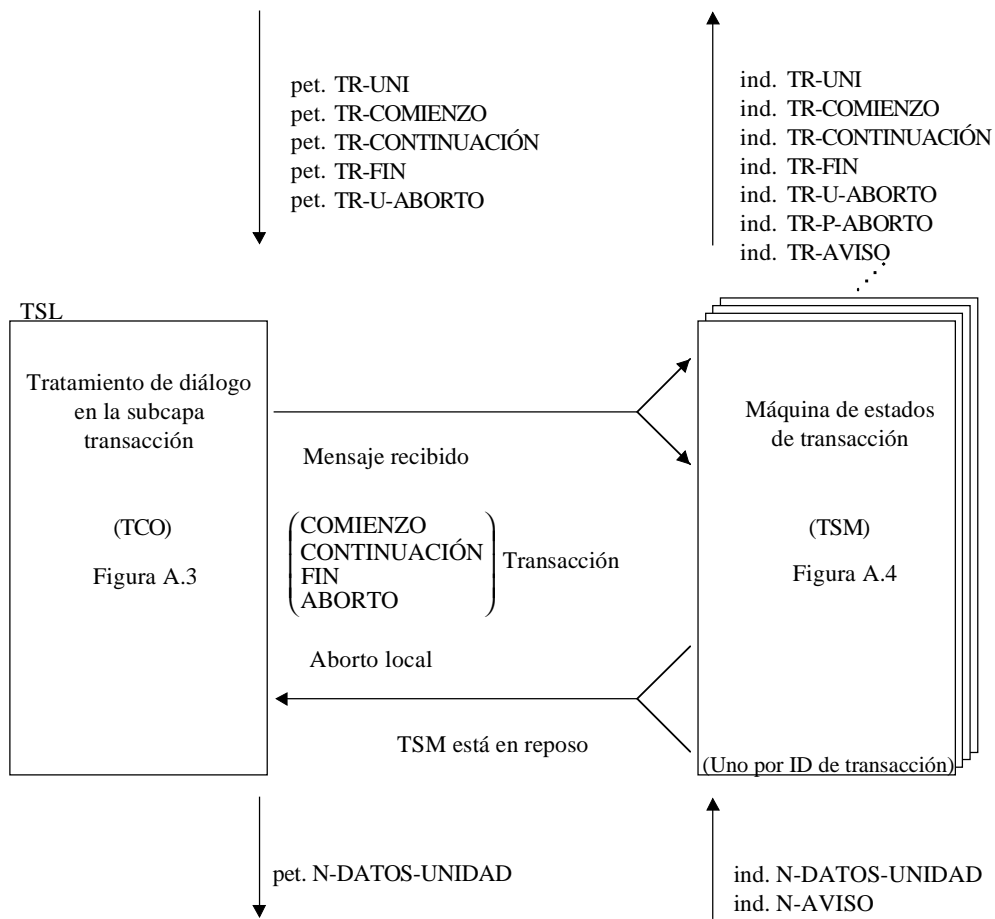 pet. TR-UNI
pet. TR-COMIENZO
pet. TR-CONTINUACIÓN
pet. TR-FIN
pet. TR-U-ABORTO
ind. TR-UNI
ind. TR-COMIENZO
ind. TR-CONTINUACIÓN
ind. TR-FIN
ind. TR-U-ABORTO
ind. TR-P-ABORTO
ind. TR-AVISO
TSL
Tratamiento de diálogo
en la subcapa
transacción
(TCO)
Figura A.3
Mensaje recibido
COMIENZO
CONTINUACIÓN
FIN
ABORTO
Transacción
Aborto local
TSM está en reposo
Máquina de estados
de transacción
(TSM)
Figura A.4
(Uno por ID de transacción)
pet. N-DATOS-UNIDAD
ind. N-DATOS-UNIDAD
ind. N-AVISO